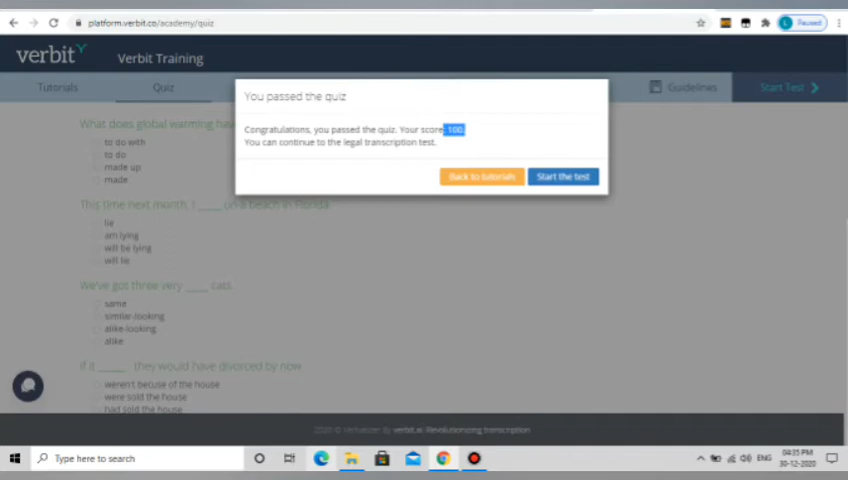 platform.verbit.co/academy/quiz
L Paused
verbit Verbit Training
Tutorials Quiz Guidelines Start Test
You passed the quiz
Congratulations, you passed the quiz. Your score 100.
You can continue to the legal transcription test.
Back to tutorials Start the test
What does global warming hav
to do with
to do
made up
made
This time next month, I _____ on a beach in Florida.
lie
am lying
will be lying
will lie
We've got three very _____ cats.
same
similar-looking
alike-looking
alike
If it _____ they would have divorced by now
weren't becuse of the house
were sold the house
had sold the house
2020 © by verbit.ai Revolutionizing transcription
Type here to search
ENG
04:35 PM
30-12-2020